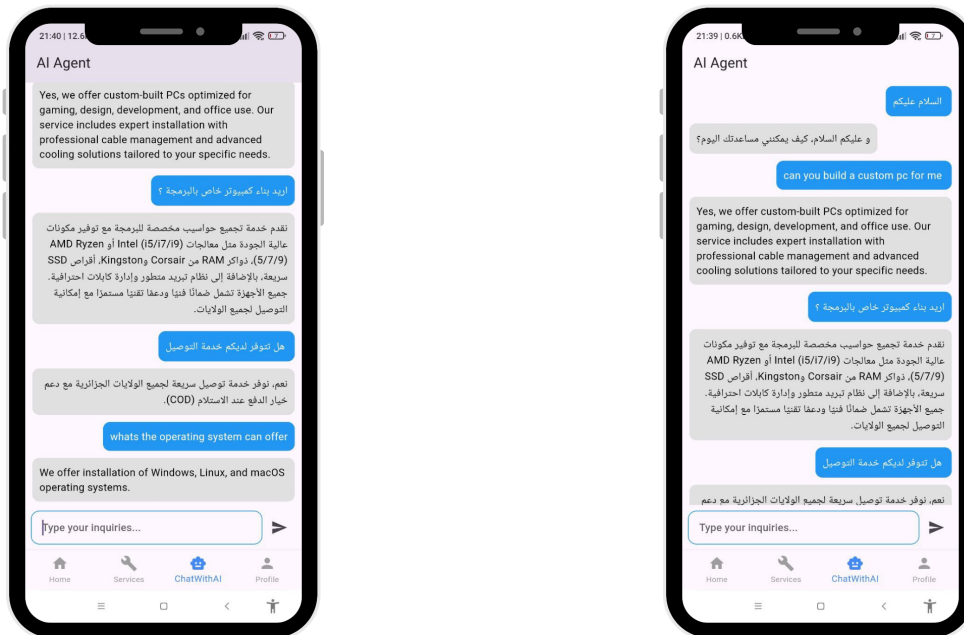 21:40 | 12.6
AI Agent
Yes, we offer custom-built PCs optimized for
gaming, design, development, and office use. Our
service includes expert installation with
professional cable management and advanced
cooling solutions tailored to your specific needs.
اريد بناء كمبيوتر خاص بالبرمجة ؟
نقدم خدمة تجميع حواسيب مخصصة للبرمجة مع توفير مكونات
عالية الجودة مثل معالجات Intel (i5/i7/i9) أو AMD Ryzen
(5/7/9)، ذواكر RAM من Corsair وKingston، أقراص SSD
سريعة، بالإضافة إلى نظام تبريد متطور وإدارة كابلات احترافية.
جميع الأجهزة تشمل ضمانًا فنيًا ودعمًا تقنيًا مستمرًا مع إمكانية
التوصيل لجميع الولايات.
هل تتوفر لديكم خدمة التوصيل
نعم، نوفر خدمة توصيل سريعة لجميع الولايات الجزائرية مع دعم
خيار الدفع عند الاستلام (COD).
whats the operating system can offer
We offer installation of Windows, Linux, and macOS
operating systems.
Type your inquiries...
Home
Services
ChatWithAI
Profile
21:39 | 0.6K
AI Agent
السلام عليكم
و عليكم السلام، كيف يمكنني مساعدتك اليوم؟
can you build a custom pc for me
Yes, we offer custom-built PCs optimized for
gaming, design, development, and office use. Our
service includes expert installation with
professional cable management and advanced
cooling solutions tailored to your specific needs.
اريد بناء كمبيوتر خاص بالبرمجة ؟
نقدم خدمة تجميع حواسيب مخصصة للبرمجة مع توفير مكونات
عالية الجودة مثل معالجات Intel (i5/i7/i9) أو AMD Ryzen
(5/7/9)، ذواكر RAM من Corsair وKingston، أقراص SSD
سريعة، بالإضافة إلى نظام تبريد متطور وإدارة كابلات احترافية.
جميع الأجهزة تشمل ضمانًا فنيًا ودعمًا تقنيًا مستمرًا مع إمكانية
التوصيل لجميع الولايات.
هل تتوفر لديكم خدمة التوصيل
نعم، نوفر خدمة توصيل سريعة لجميع الولايات الجزائرية مع دعم
Type your inquiries...
Home
Services
ChatWithAI
Profile